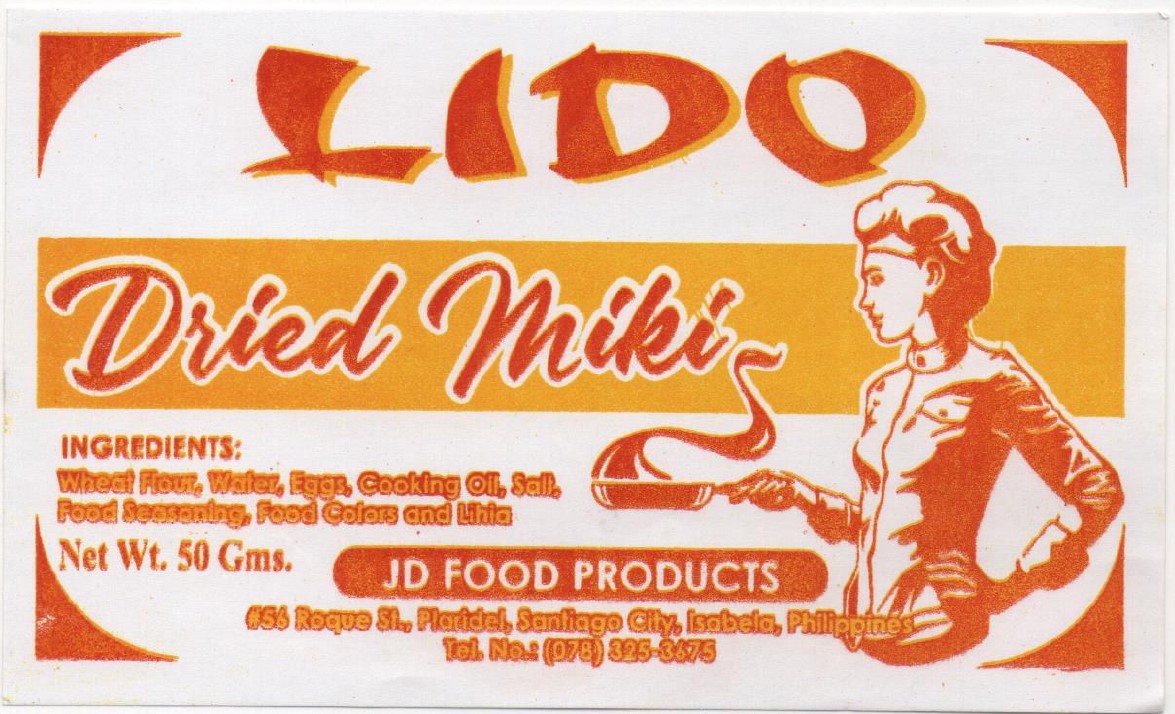 LIDO
Dried Miki
INGREDIENTS:
Wheat Flour, Water, Eggs, Cooking Oil, Salt,
Food Seasoning, Food Colors and Lihia
Net Wt. 50 Gms.
JD FOOD PRODUCTS
#56 Roque St., Plaridel, Santiago City, Isabela, Philippines
Tel. No.: (078) 325-3675